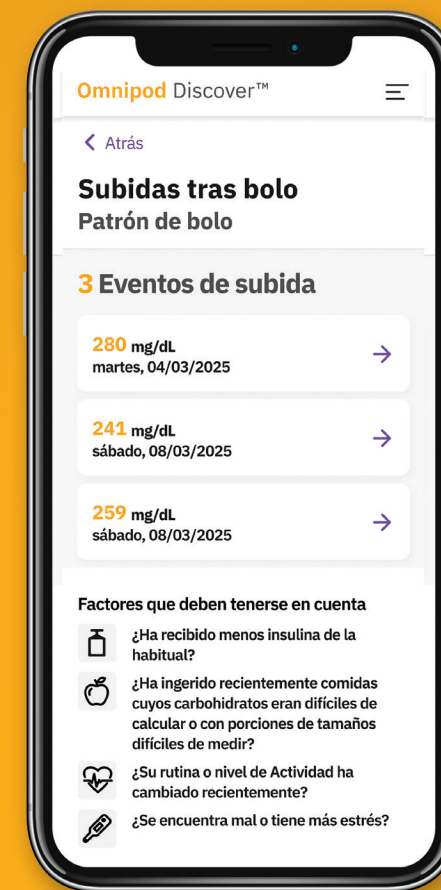 Omnipod Discover™
Atrás
Subidas tras bolo
Patrón de bolo
3 Eventos de subida
280 mg/dL
martes, 04/03/2025
241 mg/dL
sábado, 08/03/2025
259 mg/dL
sábado, 08/03/2025
Factores que deben tenerse en cuenta
¿Ha recibido menos insulina de la
habitual?
¿Ha ingerido recientemente comidas
cuyos carbohidratos eran difíciles de
calcular o con porciones de tamaños
difíciles de medir?
¿Su rutina o nivel de Actividad ha
cambiado recientemente?
¿Se encuentra mal o tiene más estrés?